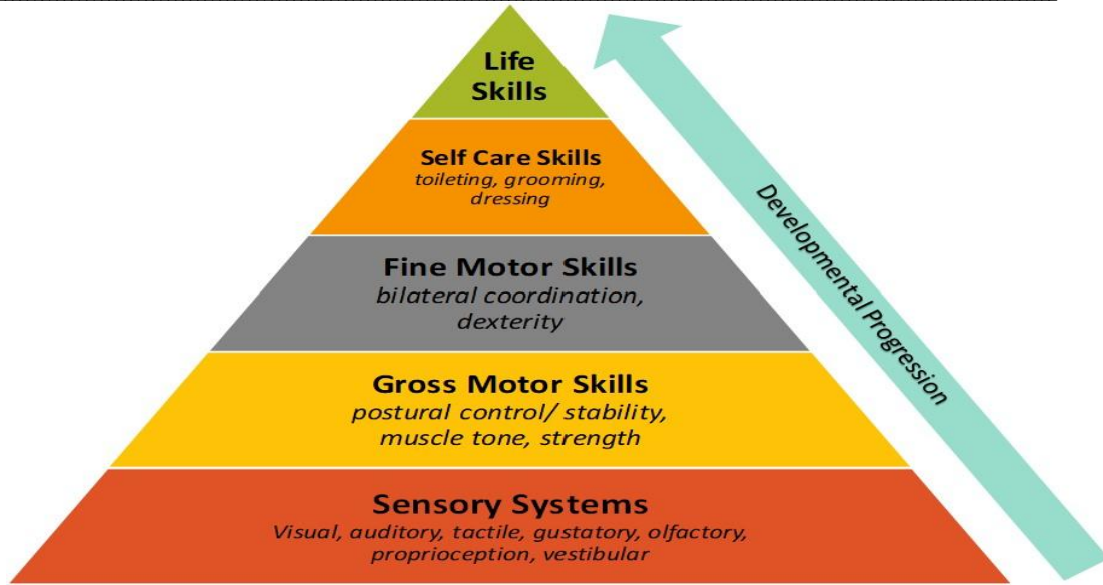 Life
Skills
Self Care Skills
toileting, grooming,
dressing
Fine Motor Skills
bilateral coordination,
dexterity
Gross Motor Skills
postural control/ stability,
muscle tone, strength
Sensory Systems
Visual, auditory, tactile, gustatory, olfactory,
proprioception, vestibular
Developmental Progression